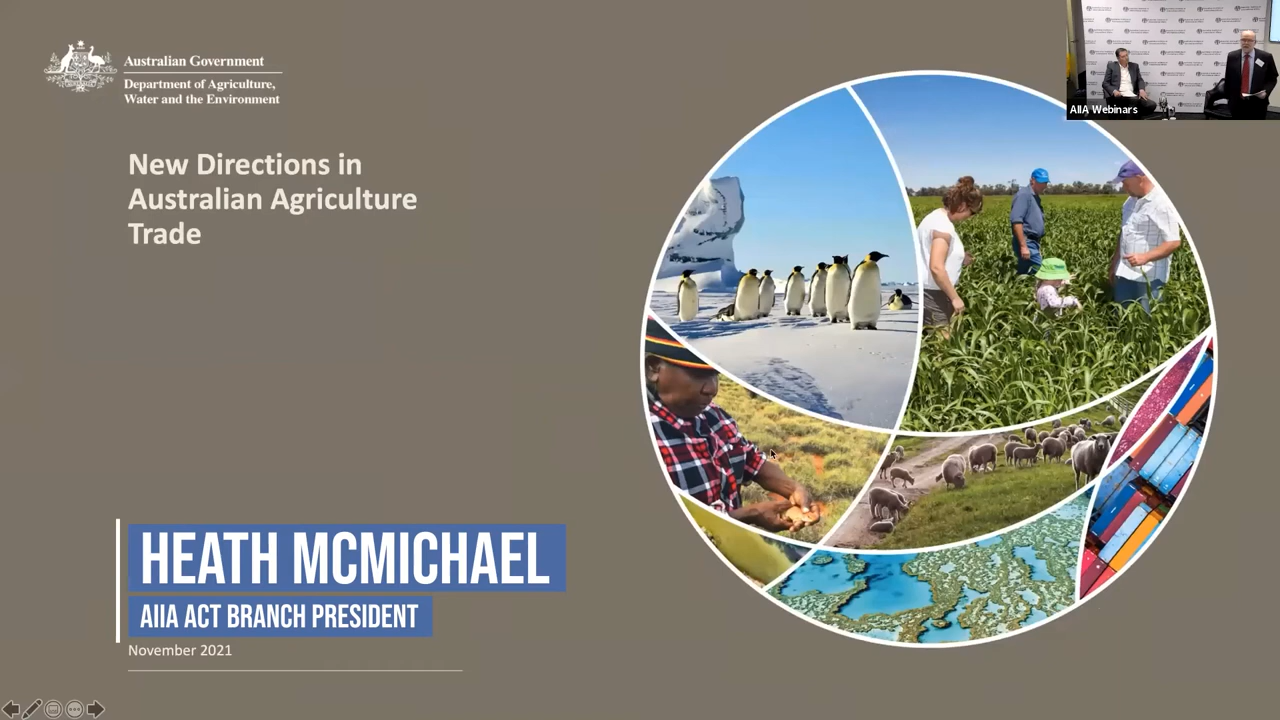 Australian Government
Department of Agriculture,
Water and the Environment
AIIA Webinars
New Directions in
Australian Agriculture
Trade
HEATH MCMICHAEL
AIIA ACT BRANCH PRESIDENT
November 2021